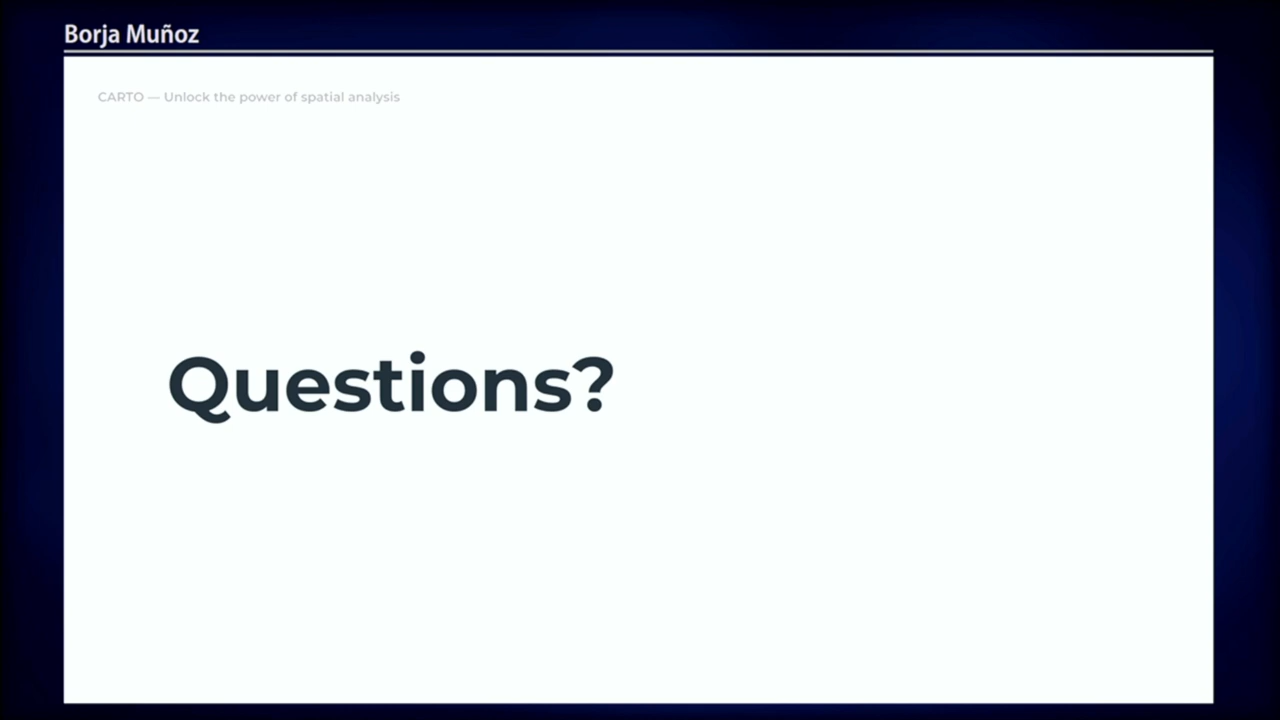 Borja Muñoz
CARTO — Unlock the power of spatial analysis
Questions?